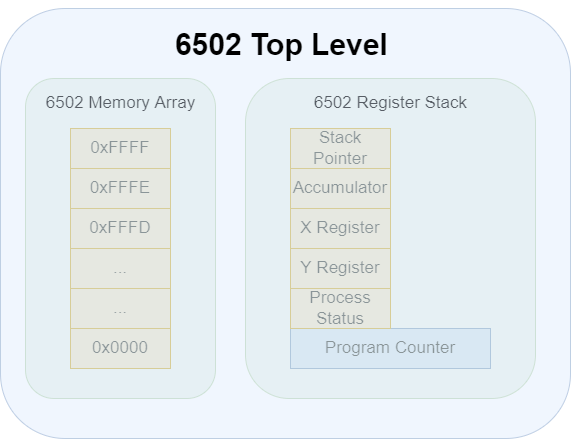 6502 Top Level
6502 Memory Array
0xFFFF
0xFFFE
0xFFFD
...
...
0x0000
6502 Register Stack
Stack
Pointer
Accumulator
X Register
Y Register
Process
Status
Program Counter